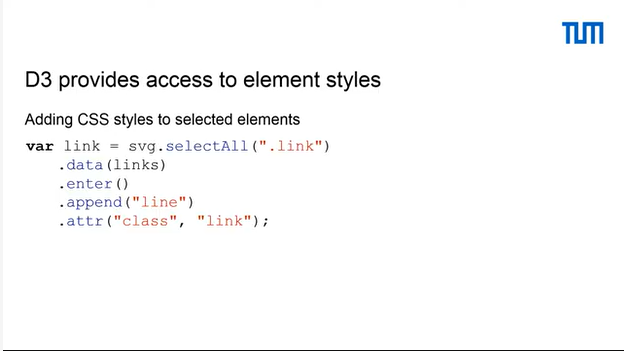 TUM
D3 provides access to element styles
Adding CSS styles to selected elements
var link = svg.selectAll(".link")
.data(links)
.enter()
.append("line")
.attr("class", "link");